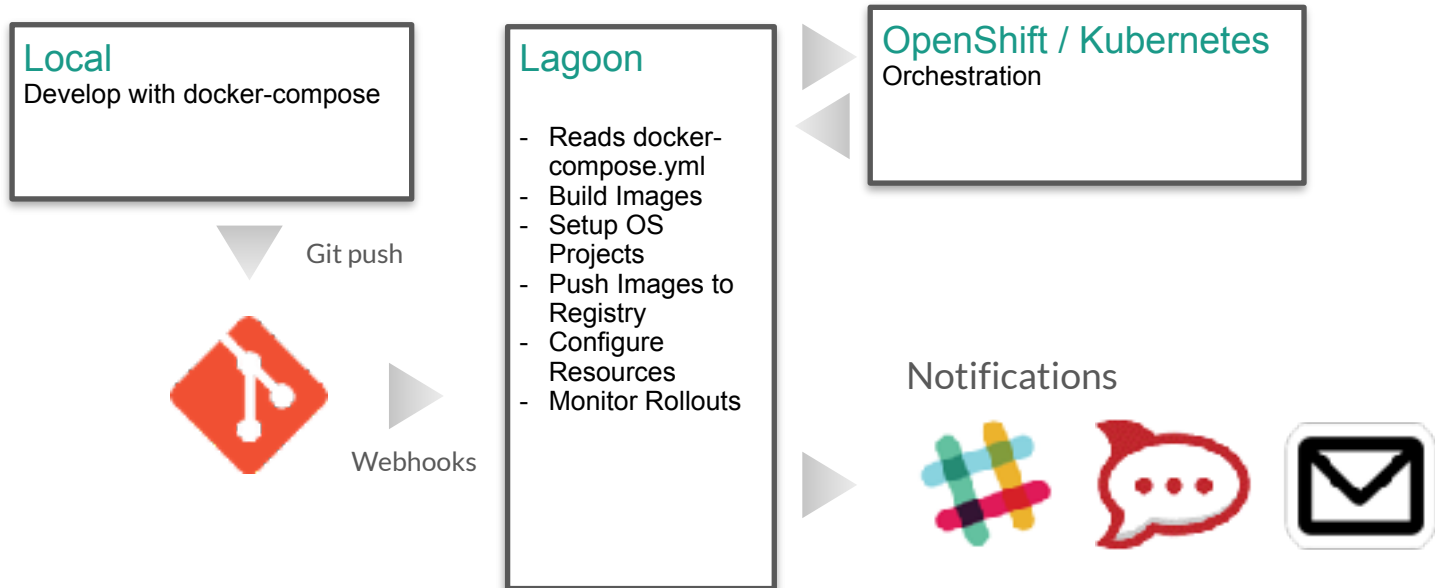 Local
Develop with docker-compose
Git push
Webhooks
Lagoon
- Reads docker-
compose.yml
- Build Images
- Setup OS
Projects
- Push Images to
Registry
- Configure
Resources
- Monitor Rollouts
OpenShift / Kubernetes
Orchestration
Notifications